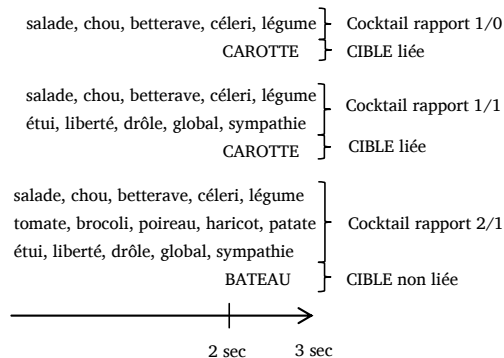 salade, chou, betterave, céleri, légume Cocktail rapport 1/0
CAROTTE CIBLE liée
salade, chou, betterave, céleri, légume
Cocktail rapport 1/1
étui, liberté, drôle, global, sympathie
CAROTTE CIBLE liée
salade, chou, betterave, céleri, légume
tomate, brocoli, poireau, haricot, patate Cocktail rapport 2/1
étui, liberté, drôle, global, sympathie
BATEAU CIBLE non liée
2 sec 3 sec